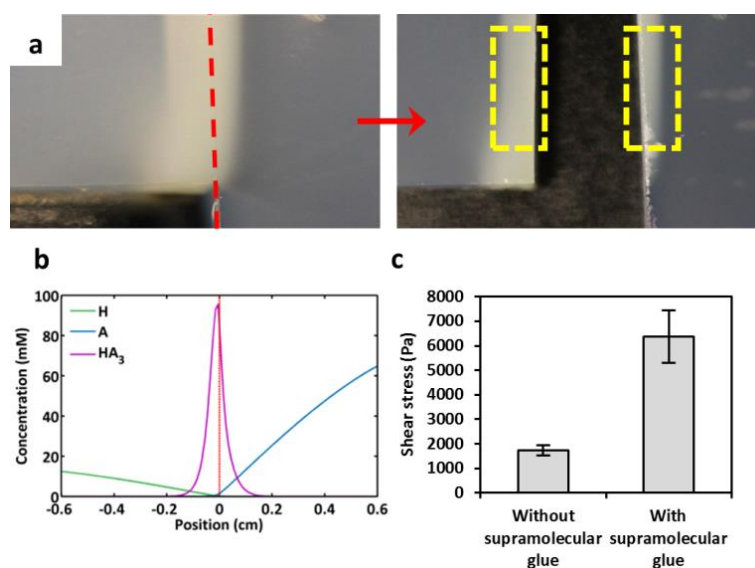 a
b
c
100
80
60
40
20
0
Concentration (mM)
H
A
HA₃
-0.6
-0.4
-0.2
0
0.2
0.4
0.6
Position (cm)
8000
7000
6000
5000
4000
3000
2000
1000
0
Shear stress (Pa)
Without
supramolecular
glue
With
supramolecular
glue